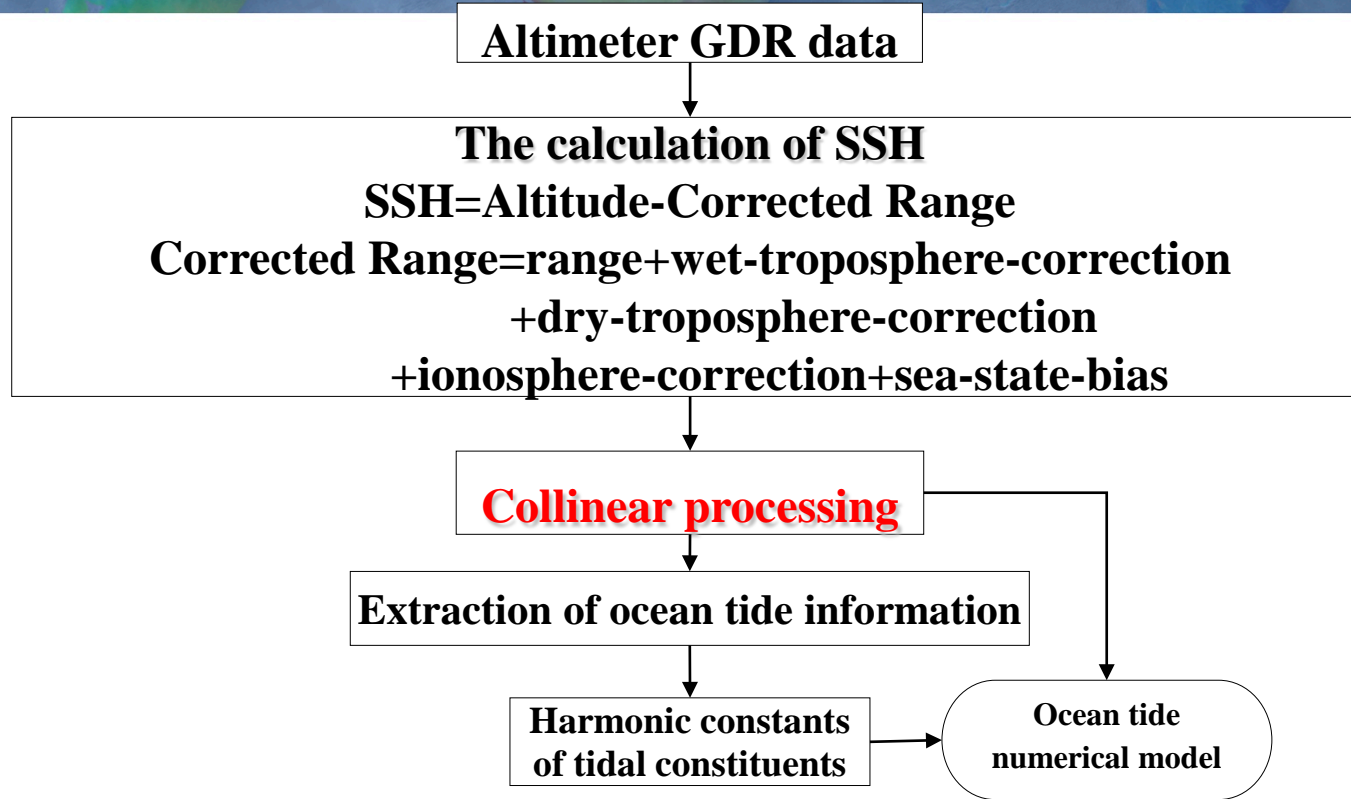 Altimeter GDR data
The calculation of SSH
SSH=Altitude-Corrected Range
Corrected Range=range+wet-troposphere-correction
+dry-troposphere-correction
+ionosphere-correction+sea-state-bias
Collinear processing
Extraction of ocean tide information
Harmonic constants
of tidal constituents
Ocean tide
numerical model